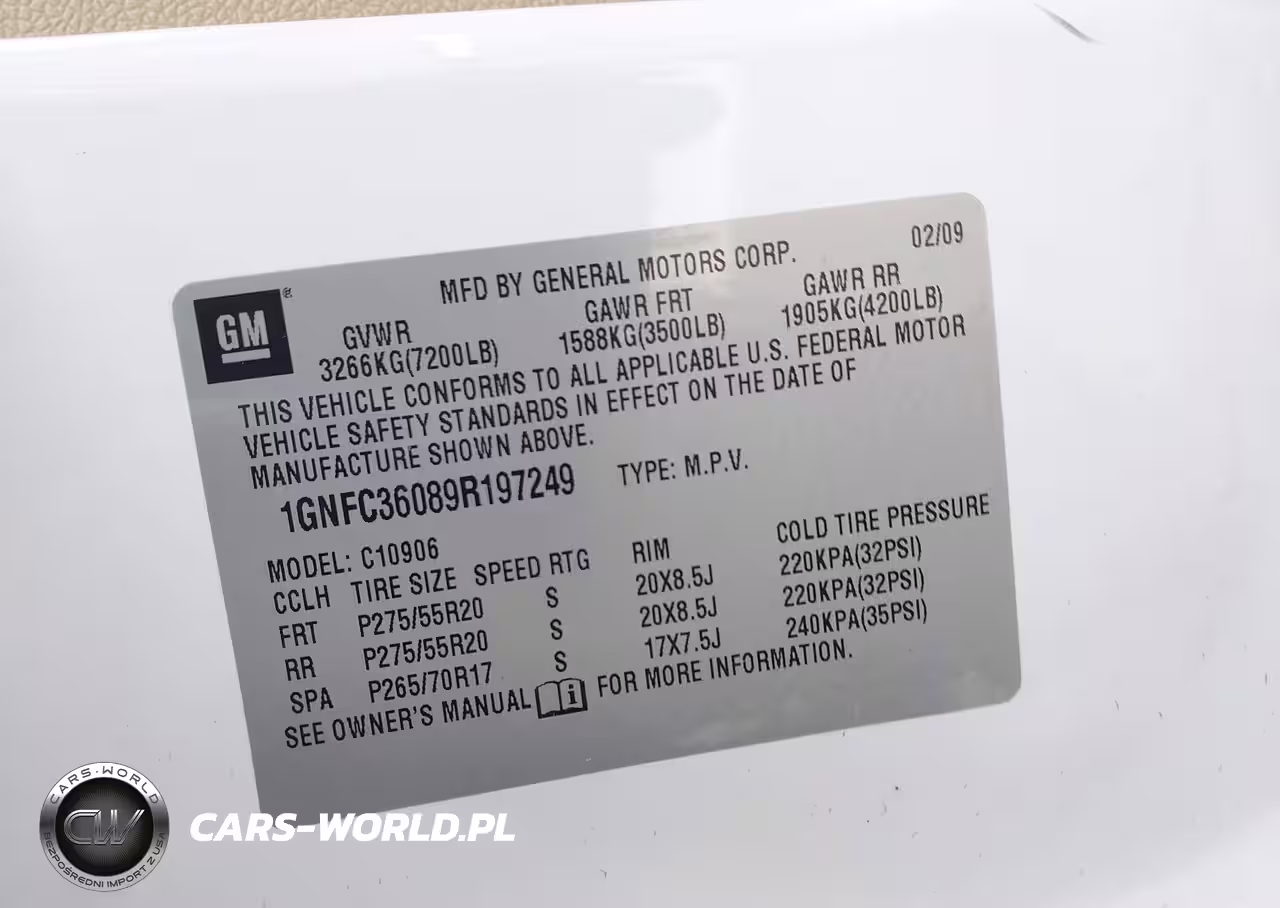 MFD BY GENERAL MOTORS CORP. 02/09
GM®
GVWR GAWR FRT GAWR RR
3266KG(7200LB) 1588KG(3500LB) 1905KG(4200LB)
THIS VEHICLE CONFORMS TO ALL APPLICABLE U.S. FEDERAL MOTOR
VEHICLE SAFETY STANDARDS IN EFFECT ON THE DATE OF
MANUFACTURE SHOWN ABOVE.
1GNFC36089R197249 TYPE: M.P.V.
MODEL: C10906
CCLH TIRE SIZE SPEED RTG RIM COLD TIRE PRESSURE
FRT P275/55R20 S 20X8.5J 220KPA(32PSI)
RR P275/55R20 S 20X8.5J 220KPA(32PSI)
SPA P265/70R17 S 17X7.5J 240KPA(35PSI)
SEE OWNER'S MANUAL i FOR MORE INFORMATION.
CARS-WORLD
CW
BEZPOŚREDNI IMPORT Z USA
CARS-WORLD.PL